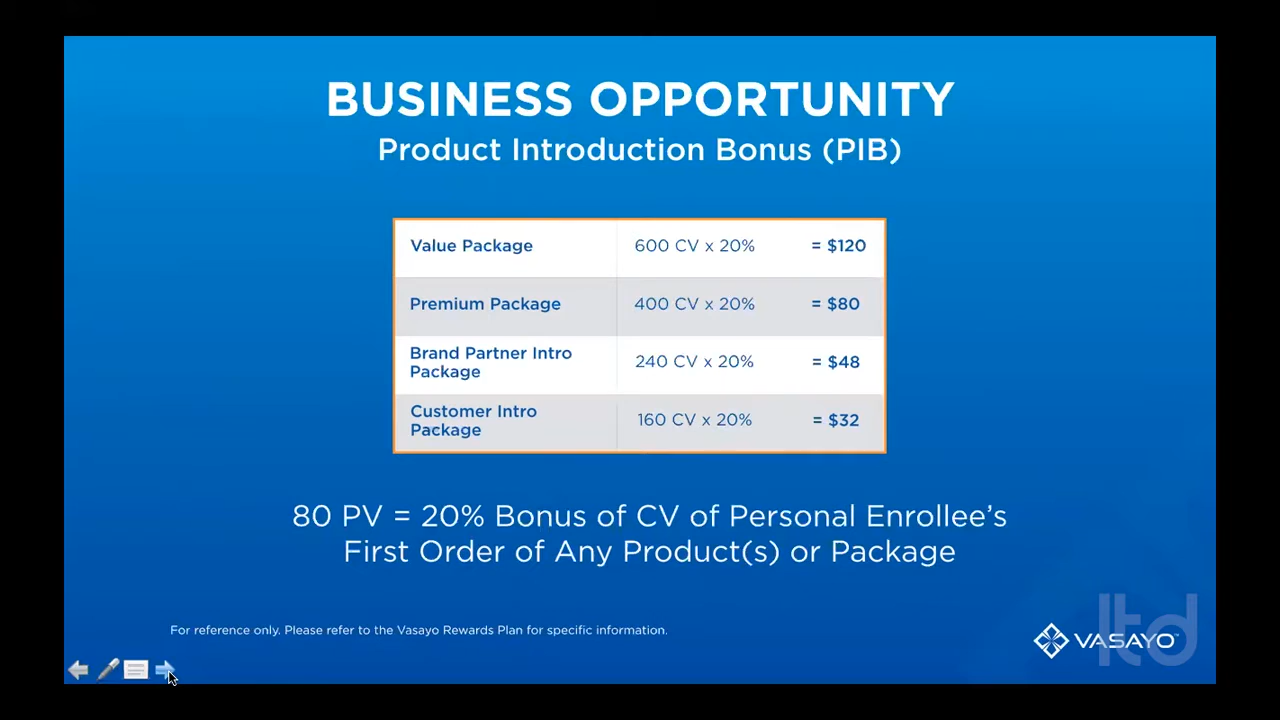 BUSINESS OPPORTUNITY
Product Introduction Bonus (PIB)
Value Package 600 CV x 20% = $120
Premium Package 400 CV x 20% = $80
Brand Partner Intro
Package 240 CV x 20% = $48
Customer Intro
Package 160 CV x 20% = $32
80 PV = 20% Bonus of CV of Personal Enrollee's
First Order of Any Product(s) or Package
For reference only. Please refer to the Vasayo Rewards Plan for specific information.
VASAYO™
ltd